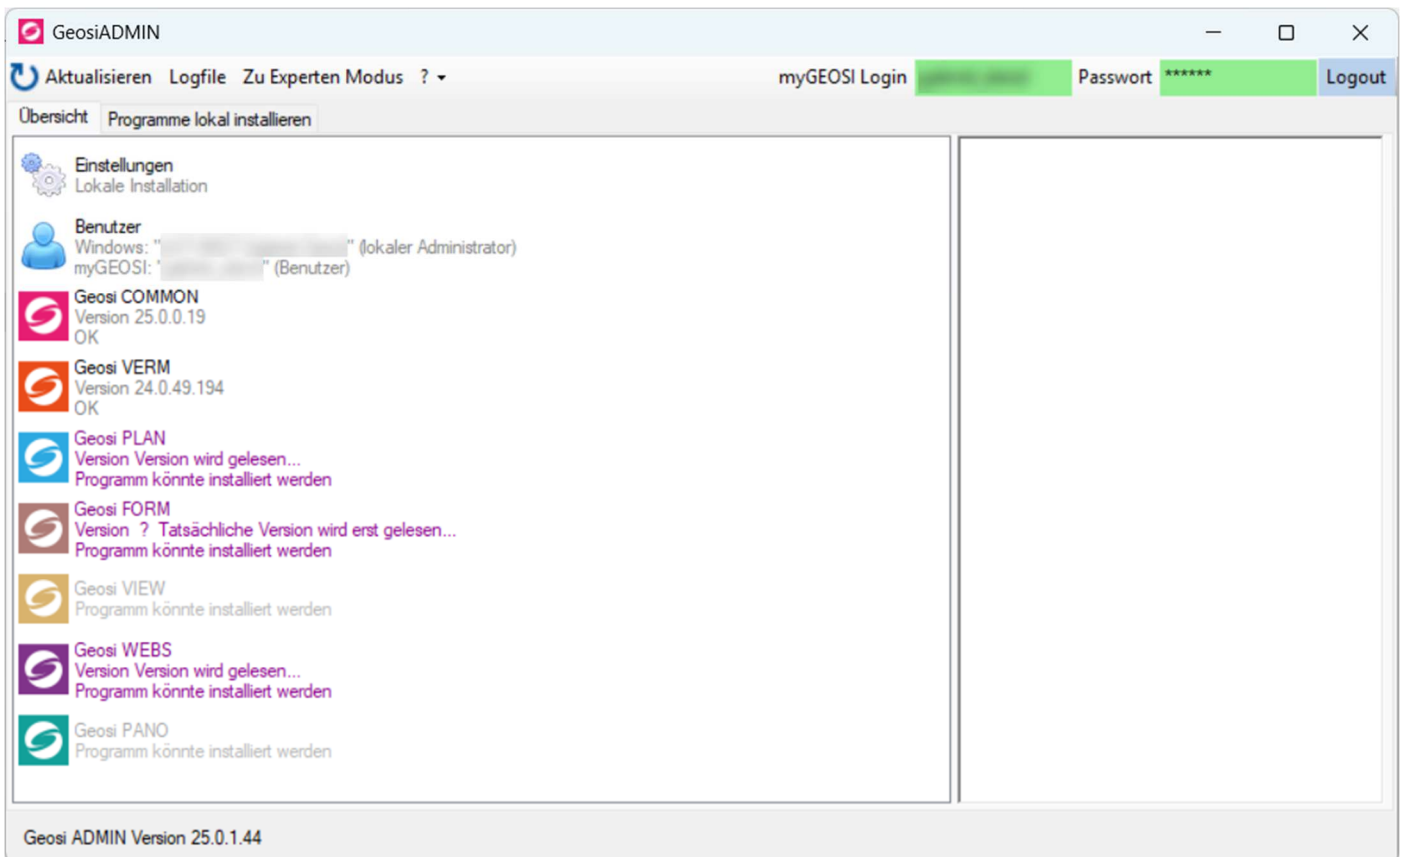 GeosiADMIN
Aktualisieren Logfile Zu Experten Modus ? myGEOSI Login Passwort ****** Logout
Übersicht Programme lokal installieren
Einstellungen
Lokale Installation
Benutzer
Windows: " " (lokaler Administrator)
myGEOSI: " " (Benutzer)
Geosi COMMON
Version 25.0.0.19
OK
Geosi VERM
Version 24.0.49.194
OK
Geosi PLAN
Version Version wird gelesen...
Programm könnte installiert werden
Geosi FORM
Version ? Tatsächliche Version wird erst gelesen...
Programm könnte installiert werden
Geosi VIEW
Programm könnte installiert werden
Geosi WEBS
Version Version wird gelesen...
Programm könnte installiert werden
Geosi PANO
Programm könnte installiert werden
Geosi ADMIN Version 25.0.1.44